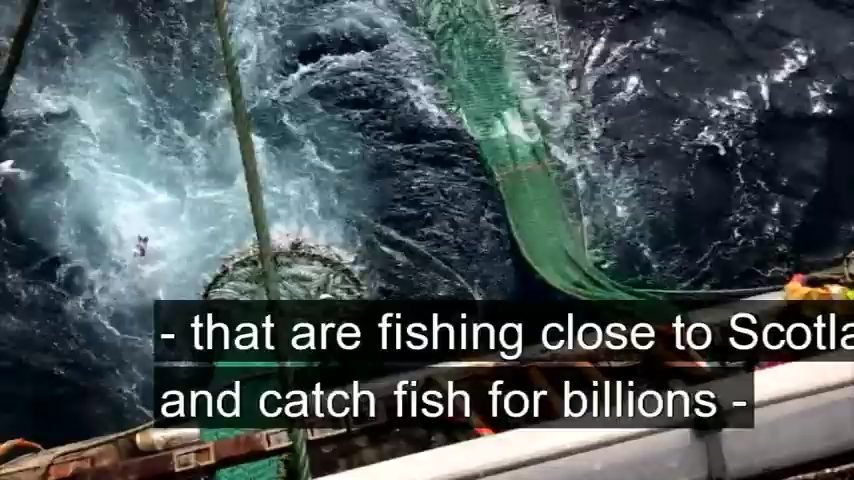 - that are fishing close to Scotla
and catch fish for billions -